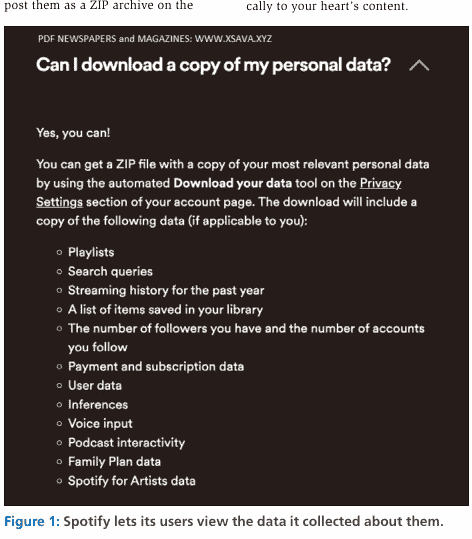 post them as a ZIP archive on the
cally to your heart's content.
PDF NEWSPAPERS and MAGAZINES: WWW.XSAVA.XYZ
Can I download a copy of my personal data?
Yes, you can!
You can get a ZIP file with a copy of your most relevant personal data
by using the automated Download your data tool on the Privacy
Settings section of your account page. The download will include a
copy of the following data (if applicable to you):
Playlists
Search queries
Streaming history for the past year
A list of items saved in your library
The number of followers you have and the number of accounts
you follow
Payment and subscription data
User data
Inferences
Voice input
Podcast interactivity
Family Plan data
Spotify for Artists data
Figure 1: Spotify lets its users view the data it collected about them.